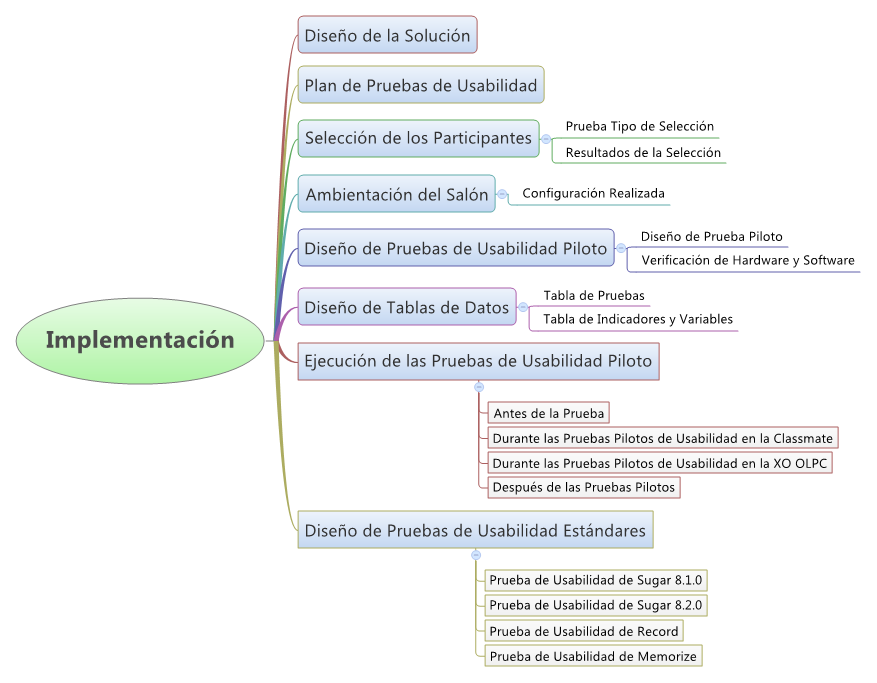 Implementación
Diseño de la Solución
Plan de Pruebas de Usabilidad
Selección de los Participantes
Prueba Tipo de Selección
Resultados de la Selección
Ambientación del Salón
Configuración Realizada
Diseño de Pruebas de Usabilidad Piloto
Diseño de Prueba Piloto
Verificación de Hardware y Software
Diseño de Tablas de Datos
Tabla de Pruebas
Tabla de Indicadores y Variables
Ejecución de las Pruebas de Usabilidad Piloto
Antes de la Prueba
Durante las Pruebas Pilotos de Usabilidad en la Classmate
Durante las Pruebas Pilotos de Usabilidad en la XO OLPC
Después de las Pruebas Pilotos
Diseño de Pruebas de Usabilidad Estándares
Prueba de Usabilidad de Sugar 8.1.0
Prueba de Usabilidad de Sugar 8.2.0
Prueba de Usabilidad de Record
Prueba de Usabilidad de Memorize